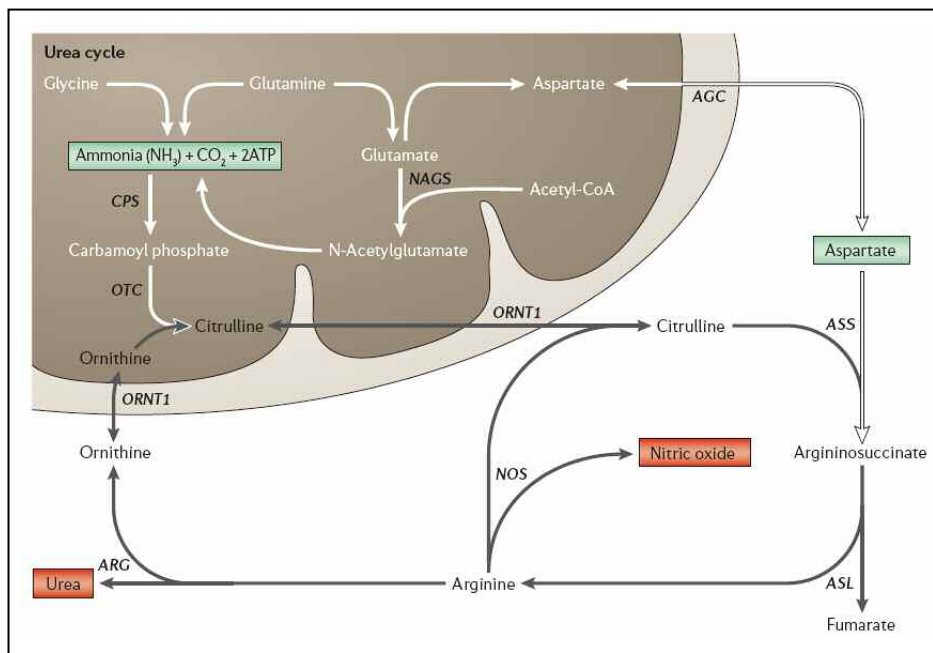 Urea cycle
Glycine
Glutamine
Aspartate
AGC
Ammonia (NH₃) + CO₂ + 2ATP
Glutamate
NAGS
Acetyl-CoA
CPS
Carbamoyl phosphate
N-Acetylglutamate
Aspartate
OTC
ORNT1
Citrulline
Citrulline
ASS
Ornithine
ORNT1
Ornithine
Nitric oxide
Argininosuccinate
NOS
ARG
Urea
Arginine
ASL
Fumarate